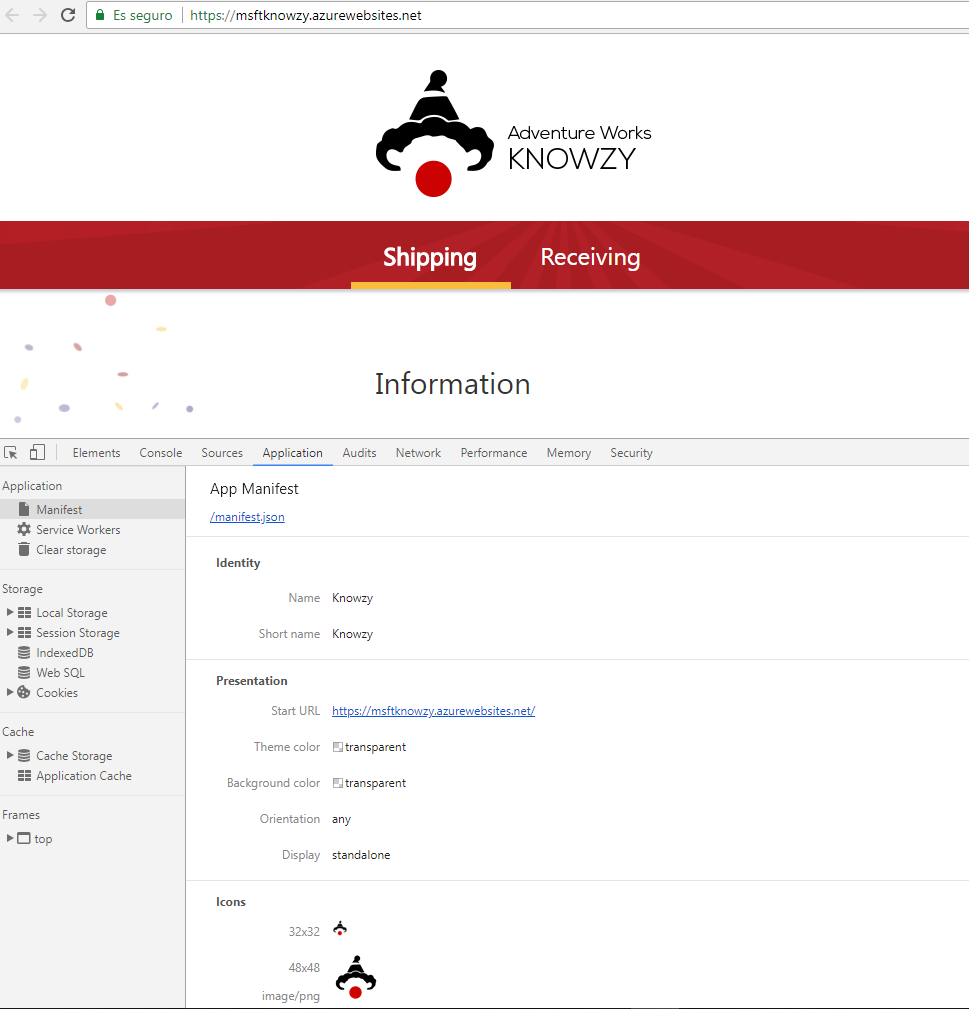 Es seguro https://msftknowzy.azurewebsites.net
Adventure Works
KNOWZY
Shipping Receiving
Information
Elements Console Sources Application Audits Network Performance Memory Security
Application
Manifest
Service Workers
Clear storage
Storage
Local Storage
Session Storage
IndexedDB
Web SQL
Cookies
Cache
Cache Storage
Application Cache
Frames
top
App Manifest
/manifest.json
Identity
Name Knowzy
Short name Knowzy
Presentation
Start URL https://msftknowzy.azurewebsites.net/
Theme color transparent
Background color transparent
Orientation any
Display standalone
Icons
32x32
48x48
image/png